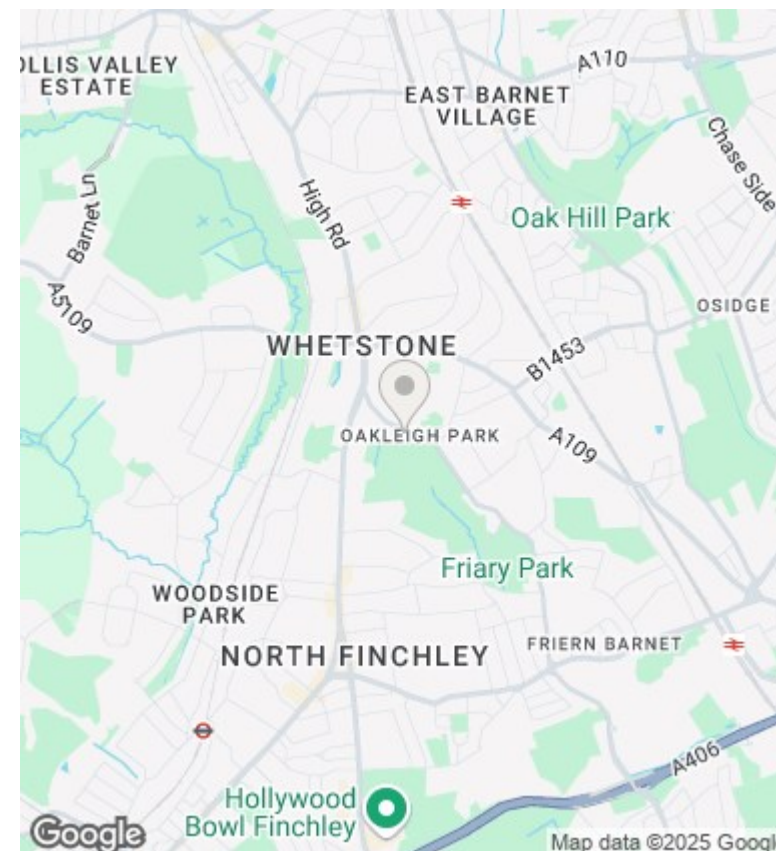 OLLIS VALLEY
ESTATE
A110
EAST BARNET
VILLAGE
Chase Side
Barnet Ln
High Rd
Oak Hill Park
A5109
OSIDGE
WHETSTONE
B1453
OAKLEIGH PARK
A109
Friary Park
WOODSIDE
PARK
NORTH FINCHLEY
FRIERN BARNET
A406
Hollywood
Bowl Finchley
Google
Map data ©2025 Googl